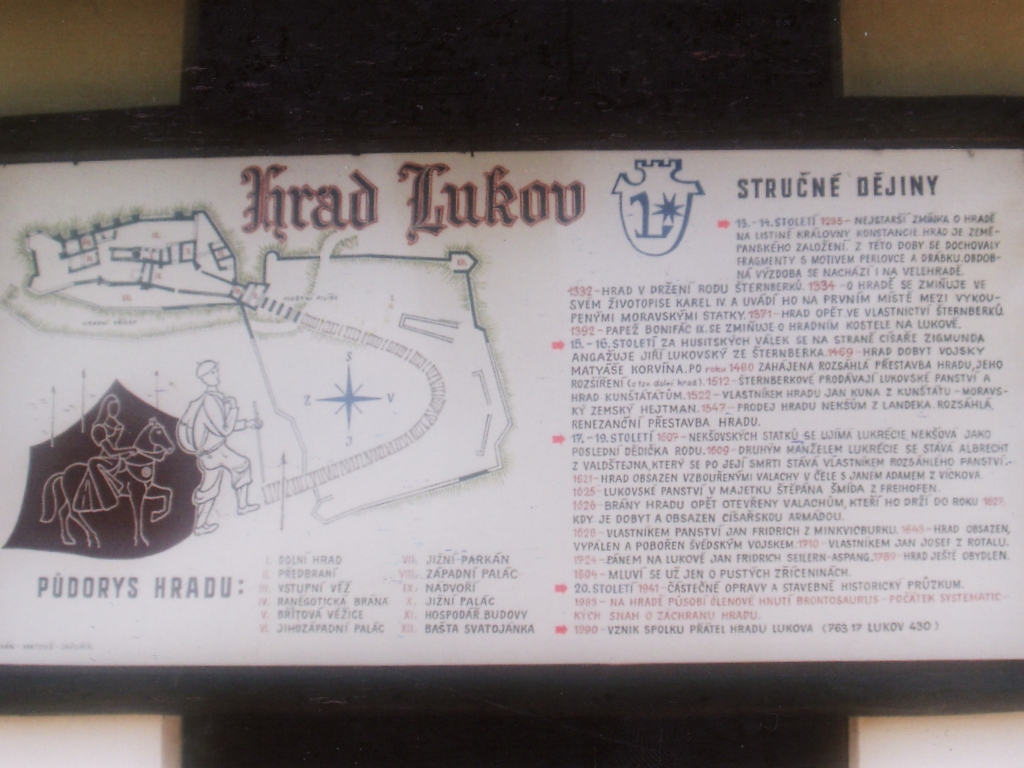 Hrad Lukov
STRUČNÉ DĚJINY
13.-14. STOLETÍ - NEJSTARŠÍ ZMÍNKA O HRADĚ
NA LISTINĚ KRÁLOVNY KONSTANCIE. HRAD JE ZEMĚ-
PANSKÉHO ZALOŽENÍ. Z TÉTO DOBY SE DOCHOVALY
FRAGMENTY S MOTIVEM PERLOVCE A DRÁBKU. OBDOB-
NÁ VÝZDOBA SE NACHÁZÍ I NA VELEHRADĚ.
1332 - HRAD V DRŽENÍ RODU ŠTERNBERKŮ. 1334 - O HRADĚ SE ZMIŇUJE VE
SVÉM ŽIVOTOPISE KAREL IV. A UVÁDÍ HO NA PRVNÍM MÍSTĚ MEZI VYKOU-
PENÝMI MORAVSKÝMI STATKY. 1371 - HRAD OPĚT VE VLASTNICTVÍ ŠTERNBERKŮ.
1392 - PAPEŽ BONIFÁC IX. SE ZMIŇUJE O HRADNÍM KOSTELE NA LUKOVĚ.
15.-16. STOLETÍ ZA HUSITSKÝCH VÁLEK SE NA STRANĚ CÍSAŘE ZIGMUNDA
ANGAŽUJE JIŘÍ LUKOVSKÝ ZE ŠTERNBERKA. 1469 - HRAD DOBYT VOJSKY
MATYÁŠE KORVÍNA. PO roku 1480 ZAHÁJENA ROZSÁHLÁ PŘESTAVBA HRADU, JEHO
ROZŠÍŘENÍ (o tzv. dolní hrad). 1512 - ŠTERNBERKOVÉ PRODÁVAJÍ LUKOVSKÉ PANSTVÍ A
HRAD KUNŠTÁTŮM. 1522 - VLASTNÍKEM HRADU JAN KUNA Z KUNŠTÁTU - MORAVS-
KÝ ZEMSKÝ HEJTMAN. 1547 - PRODEJ HRADU NEKŠŮM Z LANDEKA. ROZSÁHLÁ
RENEZANČNÍ PŘESTAVBA HRADU.
17.-19. STOLETÍ 1607 - NEKŠOVSKÝCH STATKŮ SE UJÍMÁ LUKRÉCIE NEKŠOVÁ JAKO
POSLEDNÍ DĚDIČKA RODU. 1609 - DRUHÝM MANŽELEM LUKRÉCIE SE STÁVÁ ALBRECHT
Z VALDŠTEJNA, KTERÝ SE PO JEJÍ SMRTI STÁVÁ VLASTNÍKEM ROZSÁHLÉHO PANSTVÍ.
1621 - HRAD OBSAZEN VZBOUŘENÝMI VALACHY V ČELE S JANEM ADAMEM Z VÍCKOVA.
1625 - LUKOVSKÉ PANSTVÍ V MAJETKU ŠTĚPÁNA ŠMÍDA Z FREIHOFEN.
1626 - BRÁNY HRADU OPĚT OTEVŘENY VALACHŮM, KTEŘÍ HO DRŽÍ DO ROKU 1627,
KDY JE DOBYT A OBSAZEN CÍSAŘSKOU ARMÁDOU.
1628 - VLASTNÍKEM PANSTVÍ JAN FRIDRICH Z MINKVICBURKU. 1643 - HRAD OBSAZEN,
VYPÁLEN A POBOŘEN ŠVÉDSKÝM VOJSKEM. 1710 - VLASTNÍKEM JAN JOSEF Z ROTALU.
1724 - PÁNEM NA LUKOVĚ JAN FRIDRICH SEILERN-ASPANG. HRAD JEŠTĚ OBYDLEN.
1804 - MLUVÍ SE UŽ JEN O PUSTÝCH ZŘÍCENINÁCH.
20. STOLETÍ 1941 - ČÁSTEČNÉ OPRAVY A STAVEBNĚ HISTORICKÝ PRŮZKUM.
1983 - NA HRADĚ PŮSOBÍ ČLENOVÉ HNUTÍ BRONTOSAURUS - POČÁTEK SYSTEMATIC-
KÝCH SNAH O ZÁCHRANU HRADU.
1990 - VZNIK SPOLKU PŘÁTEL HRADU LUKOVA (763 17 LUKOV 430)
S
Z V
J
PŮDORYS HRADU:
I. DOLNÍ HRAD
II. PŘEDBRANÍ
III. VSTUPNÍ VĚŽ
IV. RANĚGOTICKÁ BRÁNA
V. BŘITOVÁ VĚŽICE
VI. JIHOZÁPADNÍ PALÁC
VII. JIŽNÍ PARKÁN
VIII. ZÁPADNÍ PALÁC
IX. NÁDVOŘÍ
X. JIŽNÍ PALÁC
XI. HOSPODÁŘ. BUDOVY
XII. BAŠTA SVATOJÁNKA